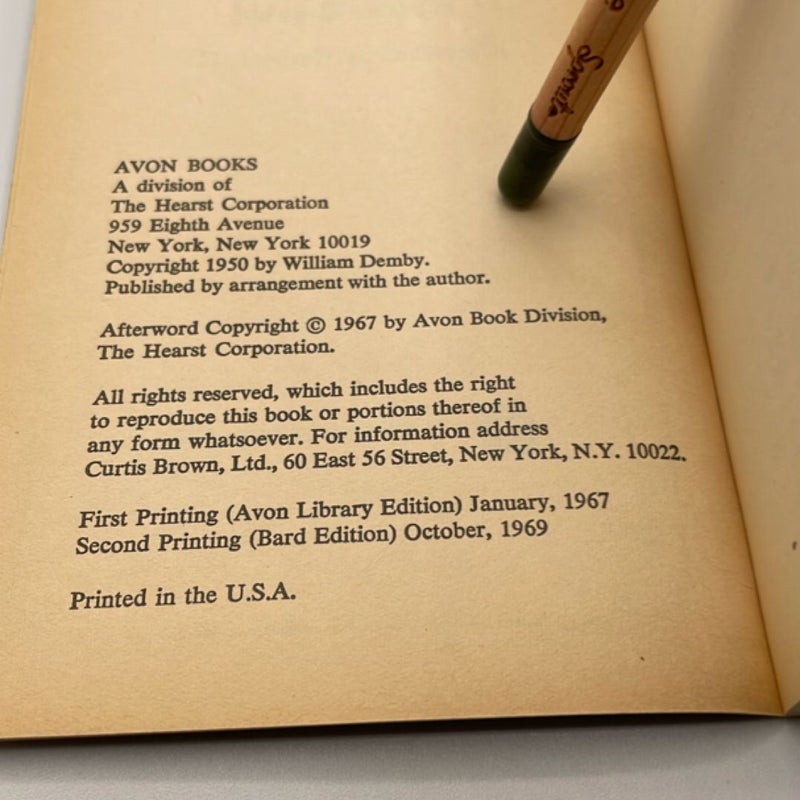 Sprout
AVON BOOKS
A division of
The Hearst Corporation
959 Eighth Avenue
New York, New York 10019
Copyright 1950 by William Demby.
Published by arrangement with the author.
Afterword Copyright © 1967 by Avon Book Division,
The Hearst Corporation.
All rights reserved, which includes the right
to reproduce this book or portions thereof in
any form whatsoever. For information address
Curtis Brown, Ltd., 60 East 56 Street, New York, N.Y. 10022.
First Printing (Avon Library Edition) January, 1967
Second Printing (Bard Edition) October, 1969
Printed in the U.S.A.